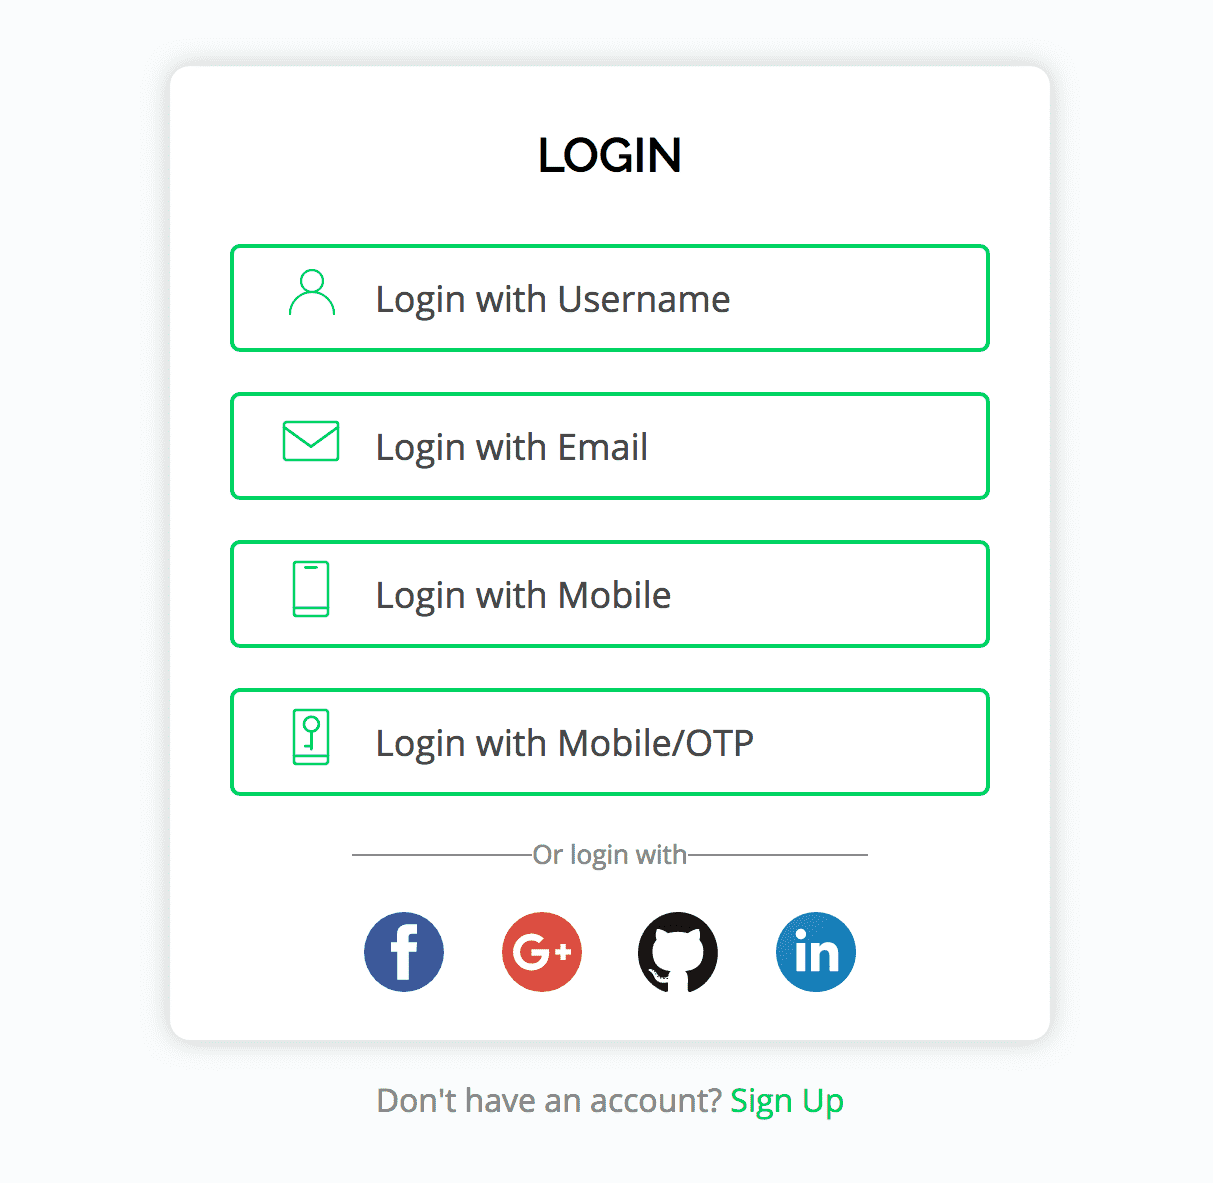 LOGIN
Login with Username
Login with Email
Login with Mobile
Login with Mobile/OTP
Or login with
f G+ in
Don't have an account? Sign Up